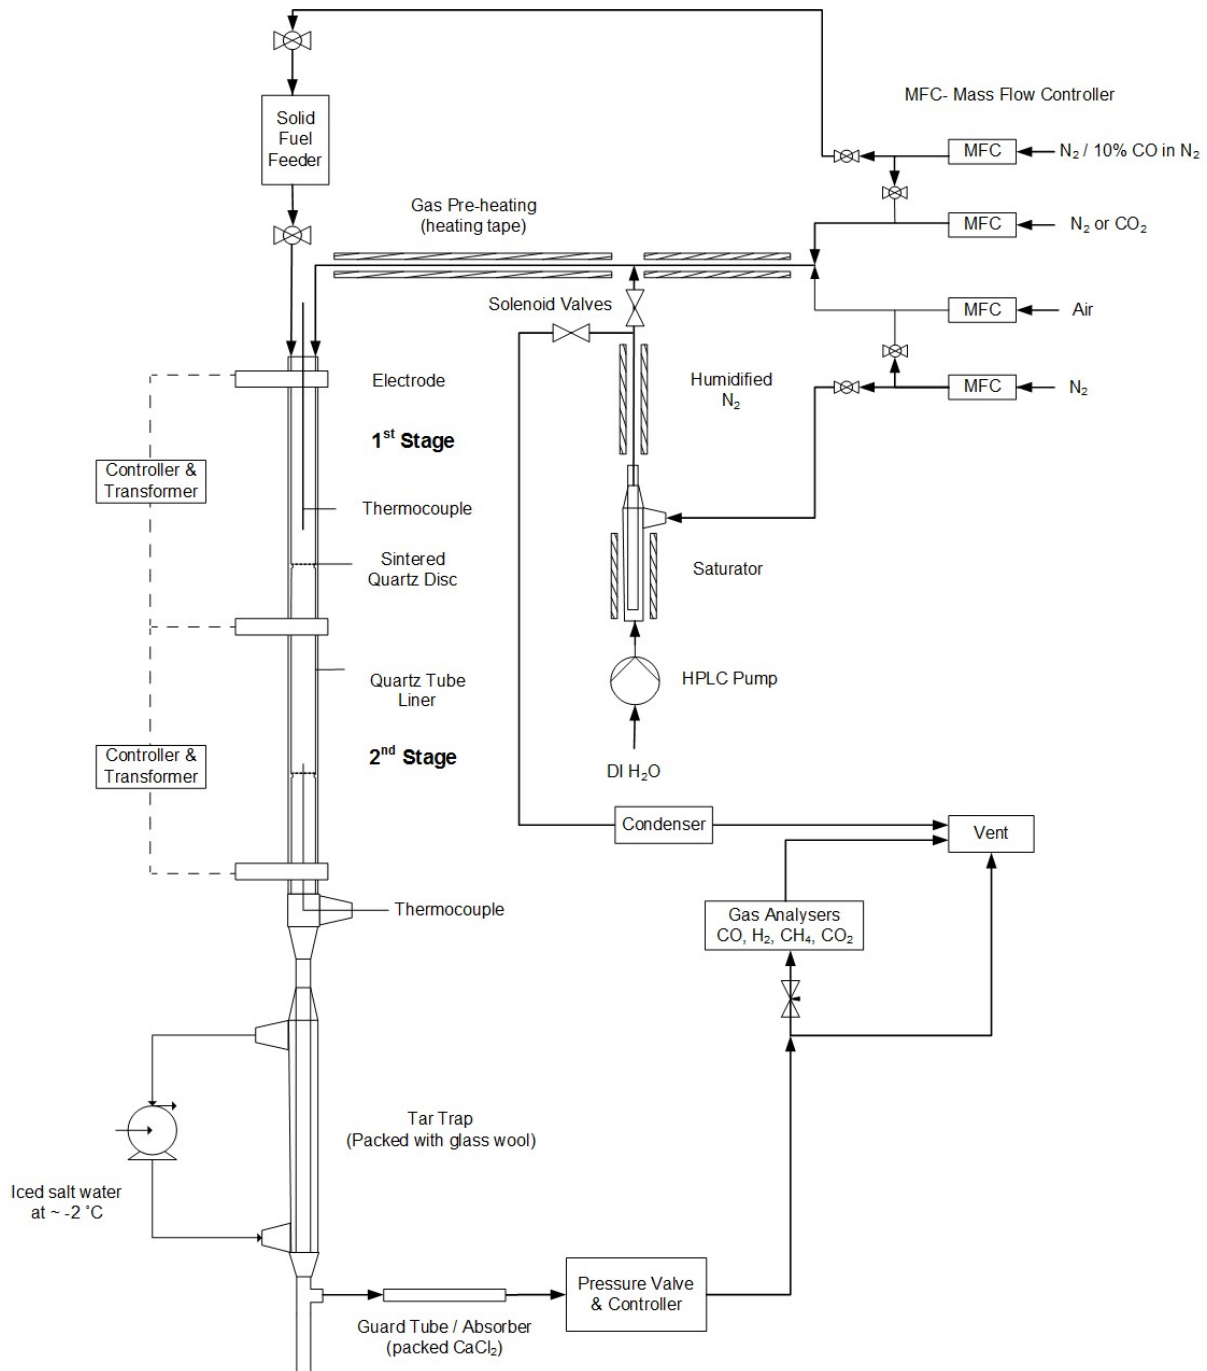 Solid
Fuel
Feeder
MFC- Mass Flow Controller
MFC
N₂ / 10% CO in N₂
Gas Pre-heating
(heating tape)
MFC
N₂ or CO₂
Solenoid Valves
MFC
Air
Electrode
Humidified
N₂
MFC
N₂
1st Stage
Controller &
Transformer
Thermocouple
Sintered
Quartz Disc
Saturator
Quartz Tube
Liner
HPLC Pump
2nd Stage
Controller &
Transformer
DI H₂O
Condenser
Vent
Thermocouple
Gas Analysers
CO, H₂, CH₄, CO₂
Tar Trap
(Packed with glass wool)
Iced salt water
at ~ -2 ˚C
Pressure Valve
& Controller
Guard Tube / Absorber
(packed CaCl₂)